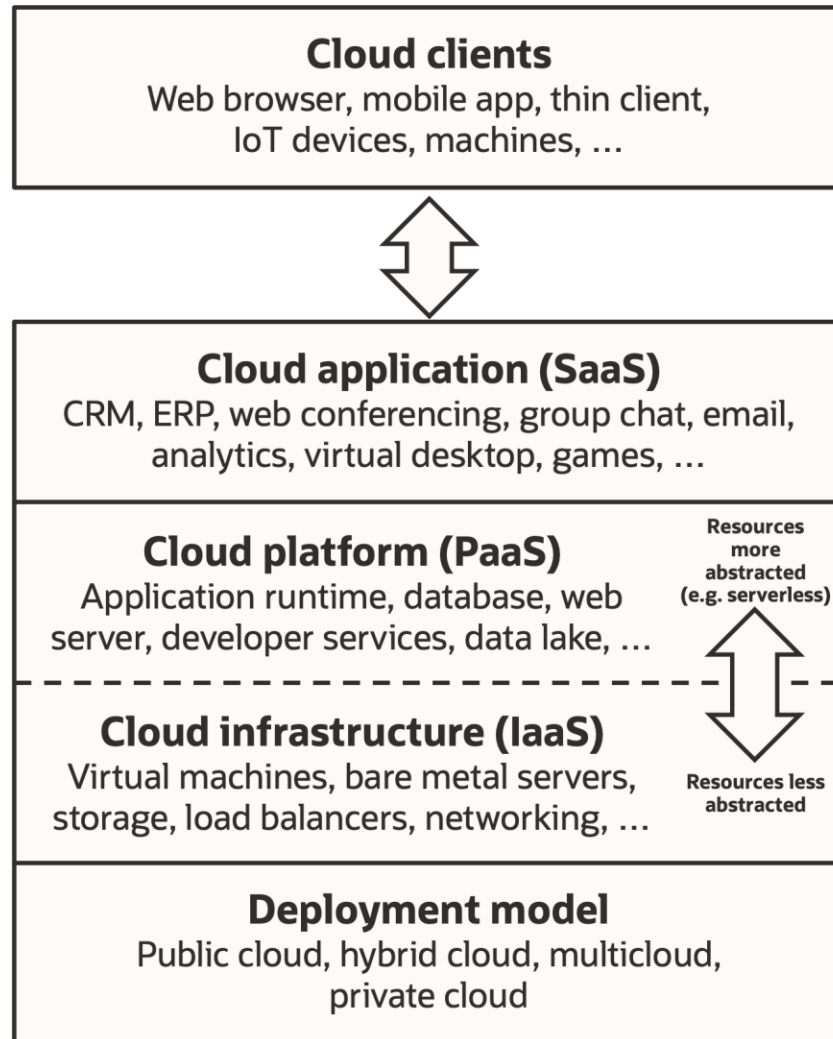 Cloud clients
Web browser, mobile app, thin client,
IoT devices, machines, ...
Cloud application (SaaS)
CRM, ERP, web conferencing, group chat, email,
analytics, virtual desktop, games, ...
Cloud platform (PaaS)
Application runtime, database, web
server, developer services, data lake, ...
Resources
more
abstracted
(e.g. serverless)
Cloud infrastructure (IaaS)
Virtual machines, bare metal servers,
storage, load balancers, networking, ...
Resources less
abstracted
Deployment model
Public cloud, hybrid cloud, multicloud,
private cloud